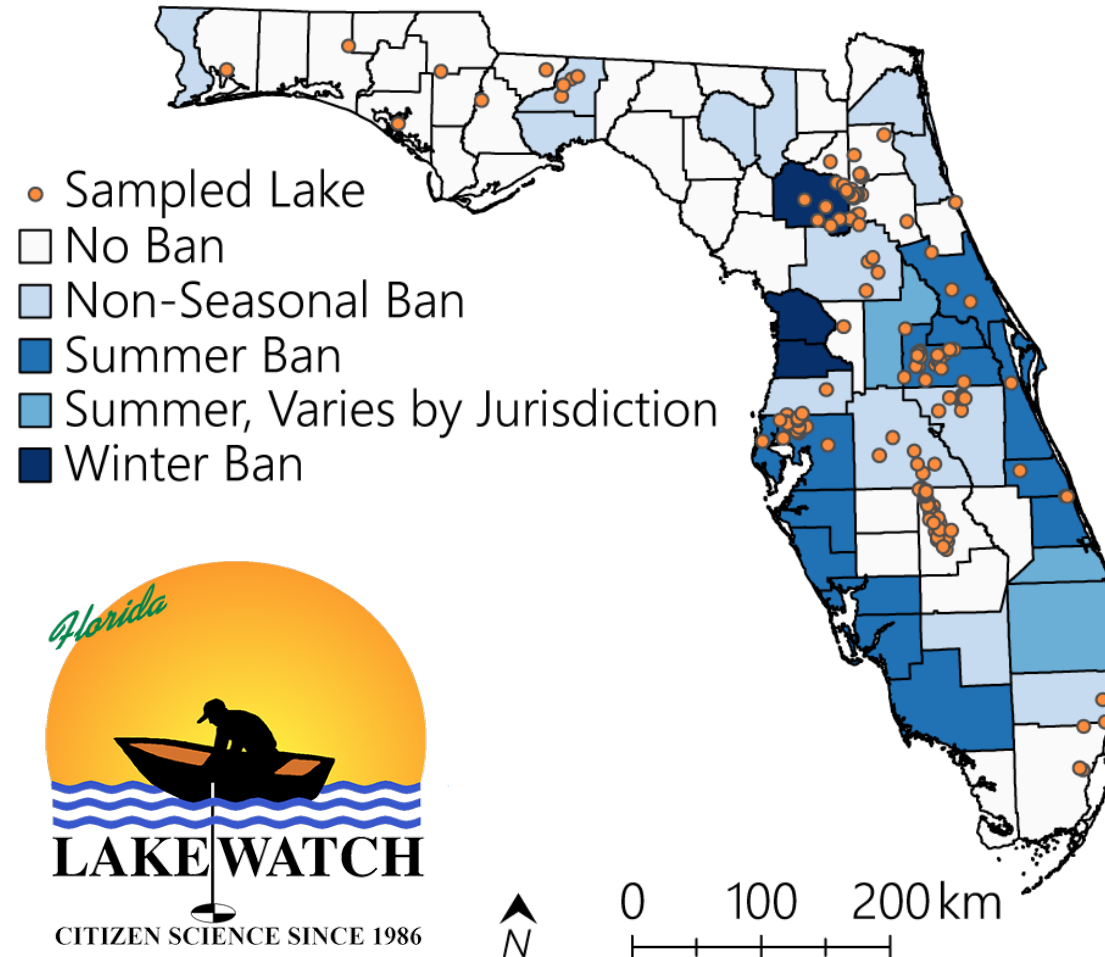 Sampled Lake
No Ban
Non-Seasonal Ban
Summer Ban
Summer, Varies by Jurisdiction
Winter Ban
Florida
LAKEWATCH
CITIZEN SCIENCE SINCE 1986
N
0 100 200 km